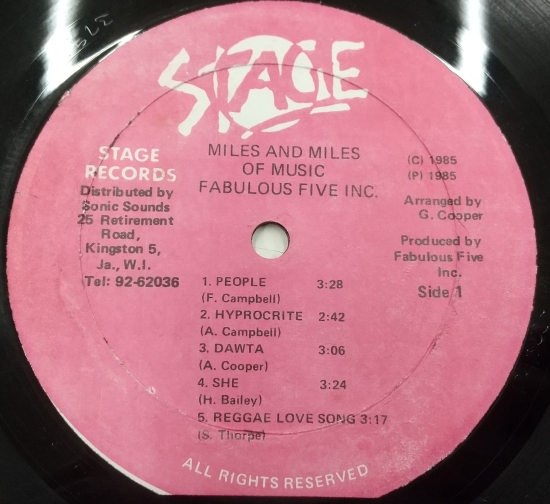 STAGE
STAGE
RECORDS
Distributed by
Sonic Sounds
25 Retirement
Road,
Kingston 5,
Ja., W.I.
Tel: 92-62036
MILES AND MILES
OF MUSIC
FABULOUS FIVE INC.
(C) 1985
(P) 1985
Arranged by
G. Cooper
Produced by
Fabulous Five
Inc.
Side 1
1. PEOPLE 3:28
(F. Campbell)
2. HYPROCRITE 2:42
(A. Campbell)
3. DAWTA 3:06
(A. Cooper)
4. SHE 3:24
(H. Bailey)
5. REGGAE LOVE SONG 3:17
(S. Thorpe)
ALL RIGHTS RESERVED